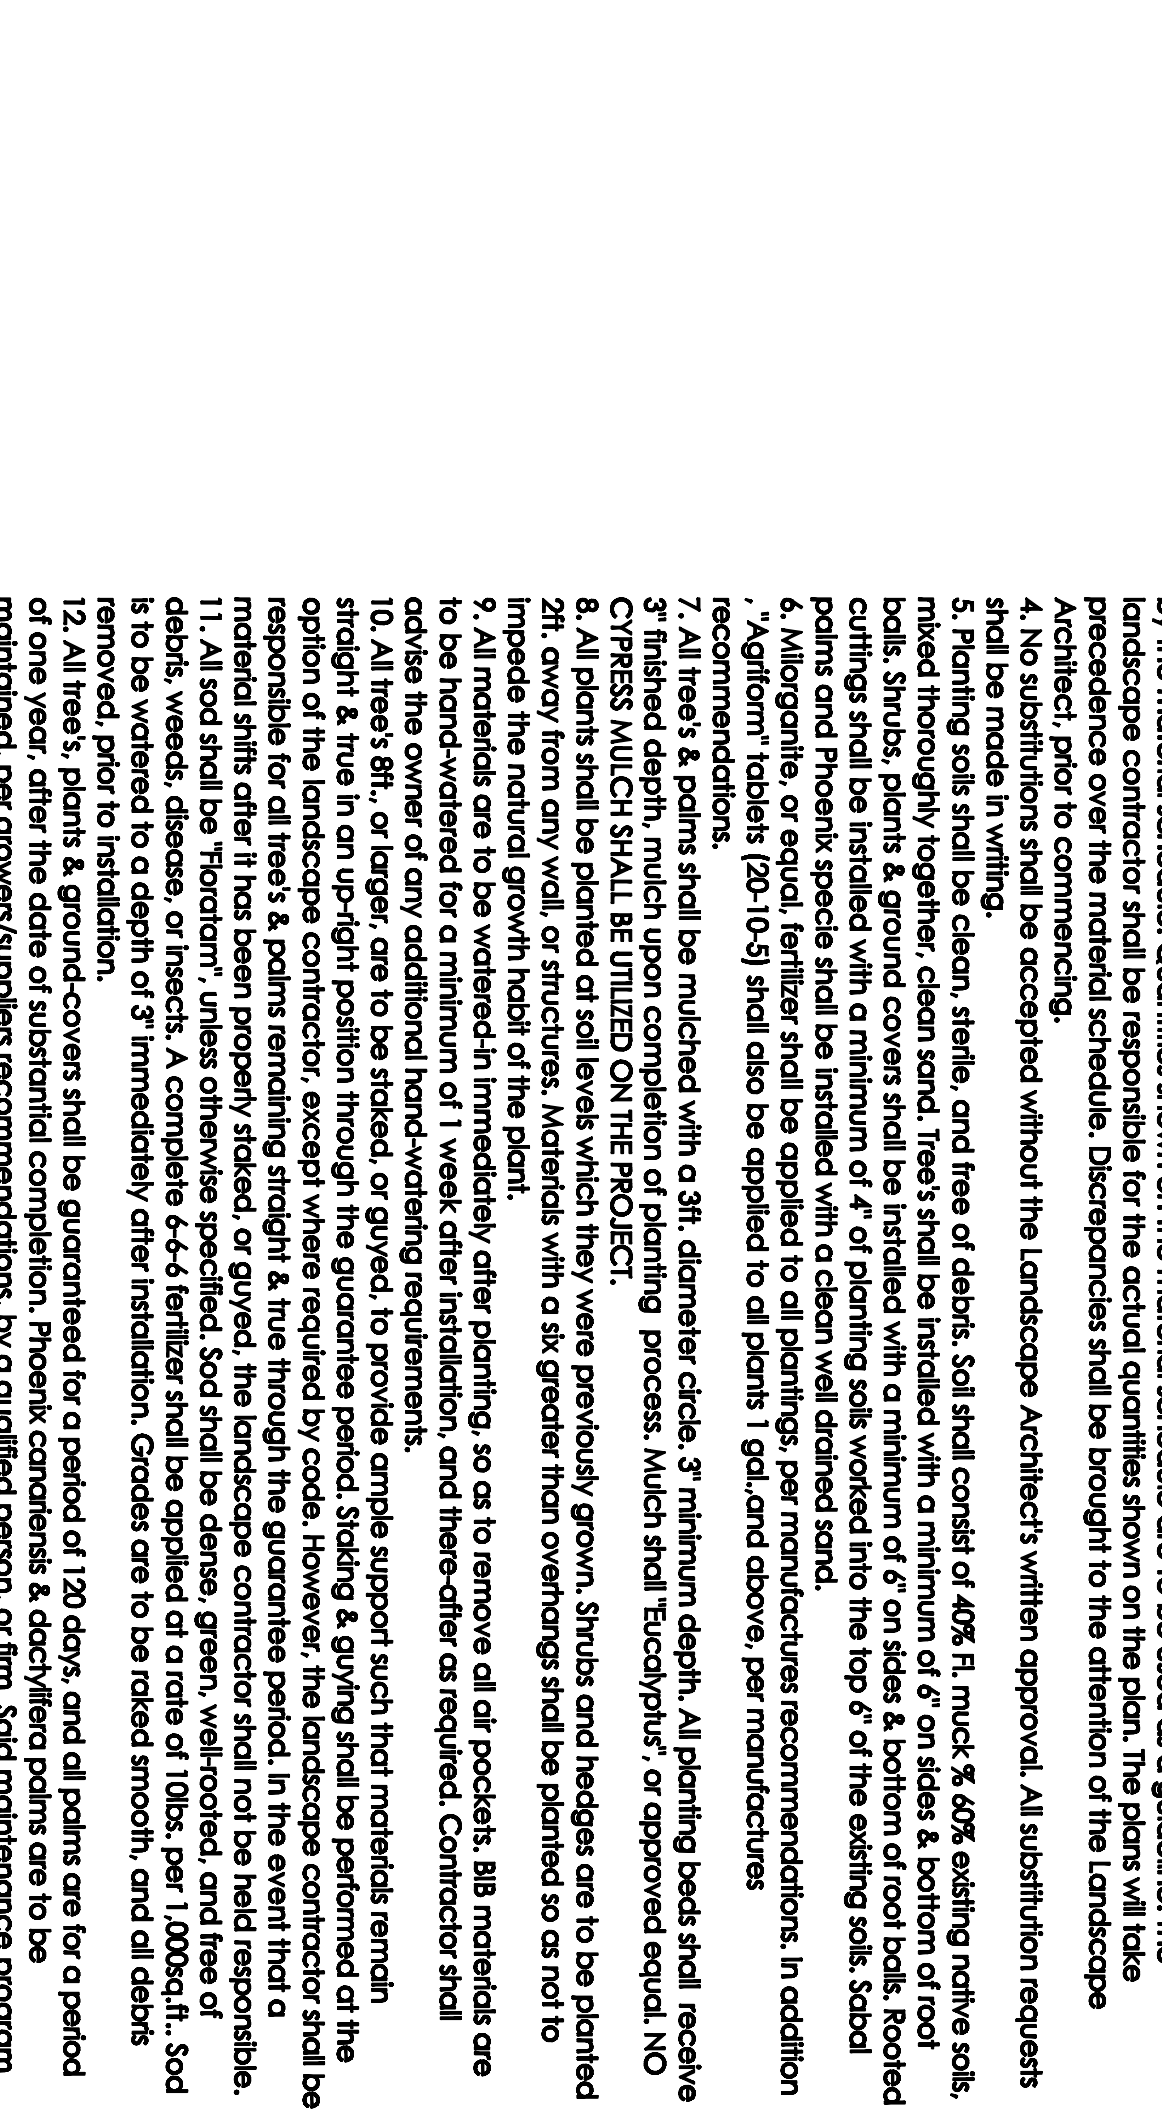 landscape contractor shall be responsible for the actual quantities shown on the plan. The plans will take
precedence over the material schedule. Discrepancies shall be brought to the attention of the Landscape
Architect, prior to commencing.
4. No substitutions shall be accepted without the Landscape Architect's written approval. All substitution requests
shall be made in writing.
5. Planting soils shall be clean, sterile, and free of debris. Soil shall consist of 40% Fl. muck % 60% existing native soils,
mixed thoroughly together, clean sand. Tree's shall be installed with a minimum of 6" on sides & bottom of root
balls. Shrubs, plants & ground covers shall be installed with a minimum of 6" on sides & bottom of root balls. Rooted
cuttings shall be installed with a minimum of 4" of planting soils worked into the top 6" of the existing soils. Sabal
palms and Phoenix specie shall be installed with a clean well drained sand.
6. Milorganite, or equal, fertilizer shall be applied to all plantings, per manufactures recommendations. In addition
, "Agriform" tablets (20-10-5) shall also be applied to all plants 1 gal.,and above, per manufactures
recommendations.
7. All tree's & palms shall be mulched with a 3ft. diameter circle. 3" minimum depth. All planting beds shall receive
3" finished depth, mulch upon completion of planting process. Mulch shall "Eucalyptus", or approved equal. NO
CYPRESS MULCH SHALL BE UTILIZED ON THE PROJECT.
8. All plants shall be planted at soil levels which they were previously grown. Shrubs and hedges are to be planted
2ft. away from any wall, or structures. Materials with a six greater than overhangs shall be planted so as not to
impede the natural growth habit of the plant.
9. All materials are to be watered-in immediately after planting, so as to remove all air pockets. BIB materials are
to be hand-watered for a minimum of 1 week after installation, and there-after as required. Contractor shall
advise the owner of any additional hand-watering requirements.
10. All tree's 8ft., or larger, are to be staked, or guyed, to provide ample support such that materials remain
straight & true in an up-right position through the guarantee period. Staking & guying shall be performed at the
option of the landscape contractor, except where required by code. However, the landscape contractor shall be
responsible for all tree's & palms remaining straight & true through the guarantee period. In the event that a
material shifts after it has been properly staked, or guyed, the landscape contractor shall not be held responsible.
11. All sod shall be "Floratam", unless otherwise specified. Sod shall be dense, green, well-rooted, and free of
debris, weeds, disease, or insects. A complete 6-6-6 fertilizer shall be applied at a rate of 10lbs. per 1,000sq.ft.. Sod
is to be watered to a depth of 3" immediately after installation. Grades are to be raked smooth, and all debris
removed, prior to installation.
12. All tree's, plants & ground-covers shall be guaranteed for a period of 120 days, and all palms are for a period
of one year, after the date of substantial completion. Phoenix canariensis & dactylifera palms are to be
maintained, per growers/suppliers recommendations, by a qualified person, or firm. Said maintenance program